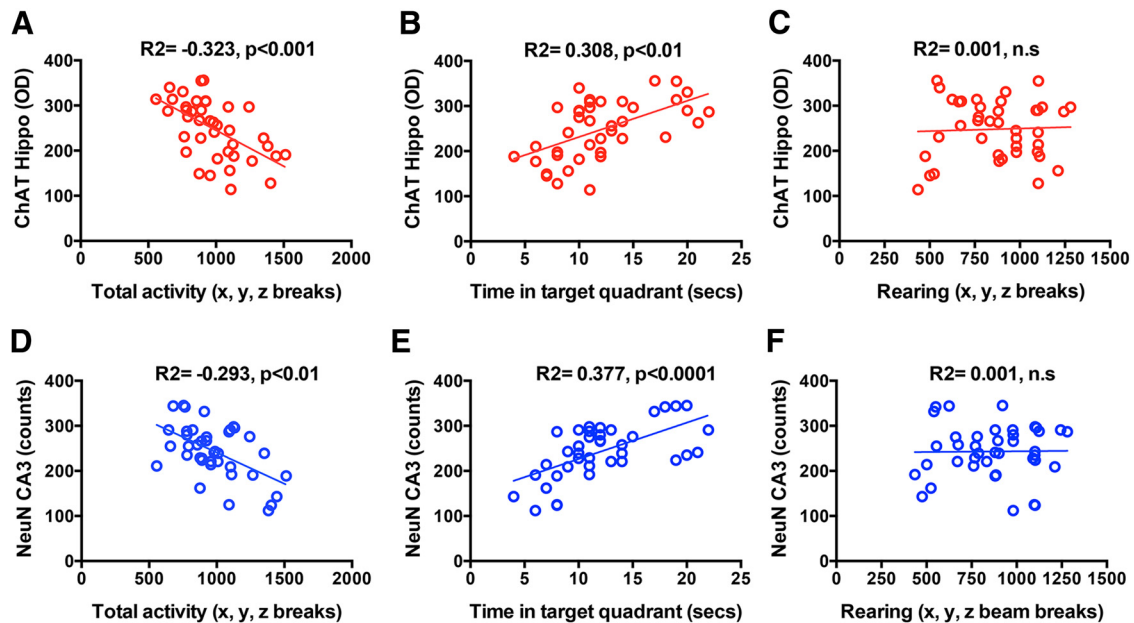 A
R2= -0.323, p<0.001
ChAT Hippo (OD)
400
300
200
100
0
0 500 1000 1500 2000
Total activity (x, y, z breaks)
B
R2= 0.308, p<0.01
ChAT Hippo (OD)
400
300
200
100
0
0 5 10 15 20 25
Time in target quadrant (secs)
C
R2= 0.001, n.s
ChAT Hippo (OD)
400
300
200
100
0
0 250 500 750 1000 1250 1500
Rearing (x, y, z breaks)
D
R2= -0.293, p<0.01
NeuN CA3 (counts)
400
300
200
100
0
0 500 1000 1500 2000
Total activity (x, y, z breaks)
E
R2= 0.377, p<0.0001
NeuN CA3 (counts)
400
300
200
100
0
0 5 10 15 20 25
Time in target quadrant (secs)
F
R2= 0.001, n.s
NeuN CA3 (counts)
400
300
200
100
0
0 250 500 750 1000 1250 1500
Rearing (x, y, z beam breaks)